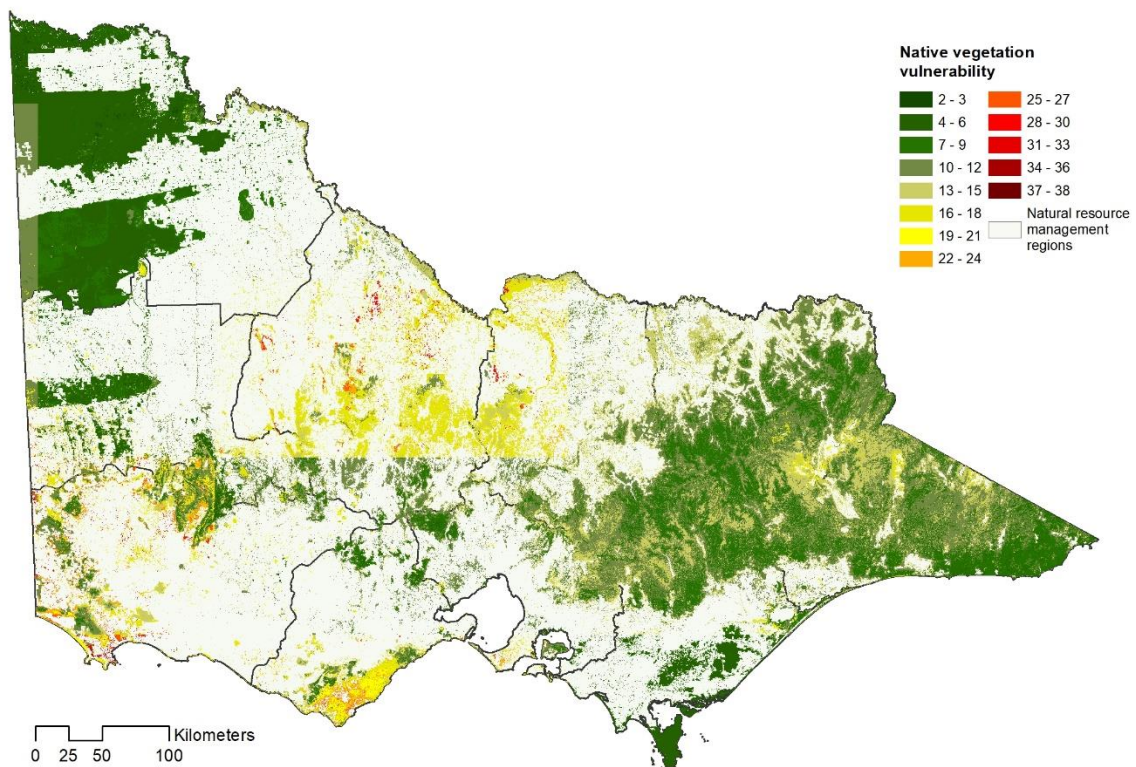 Native vegetation
vulnerability
2 - 3
4 - 6
7 - 9
10 - 12
13 - 15
16 - 18
19 - 21
22 - 24
25 - 27
28 - 30
31 - 33
34 - 36
37 - 38
Natural resource
management
regions
Kilometers
0 25 50 100